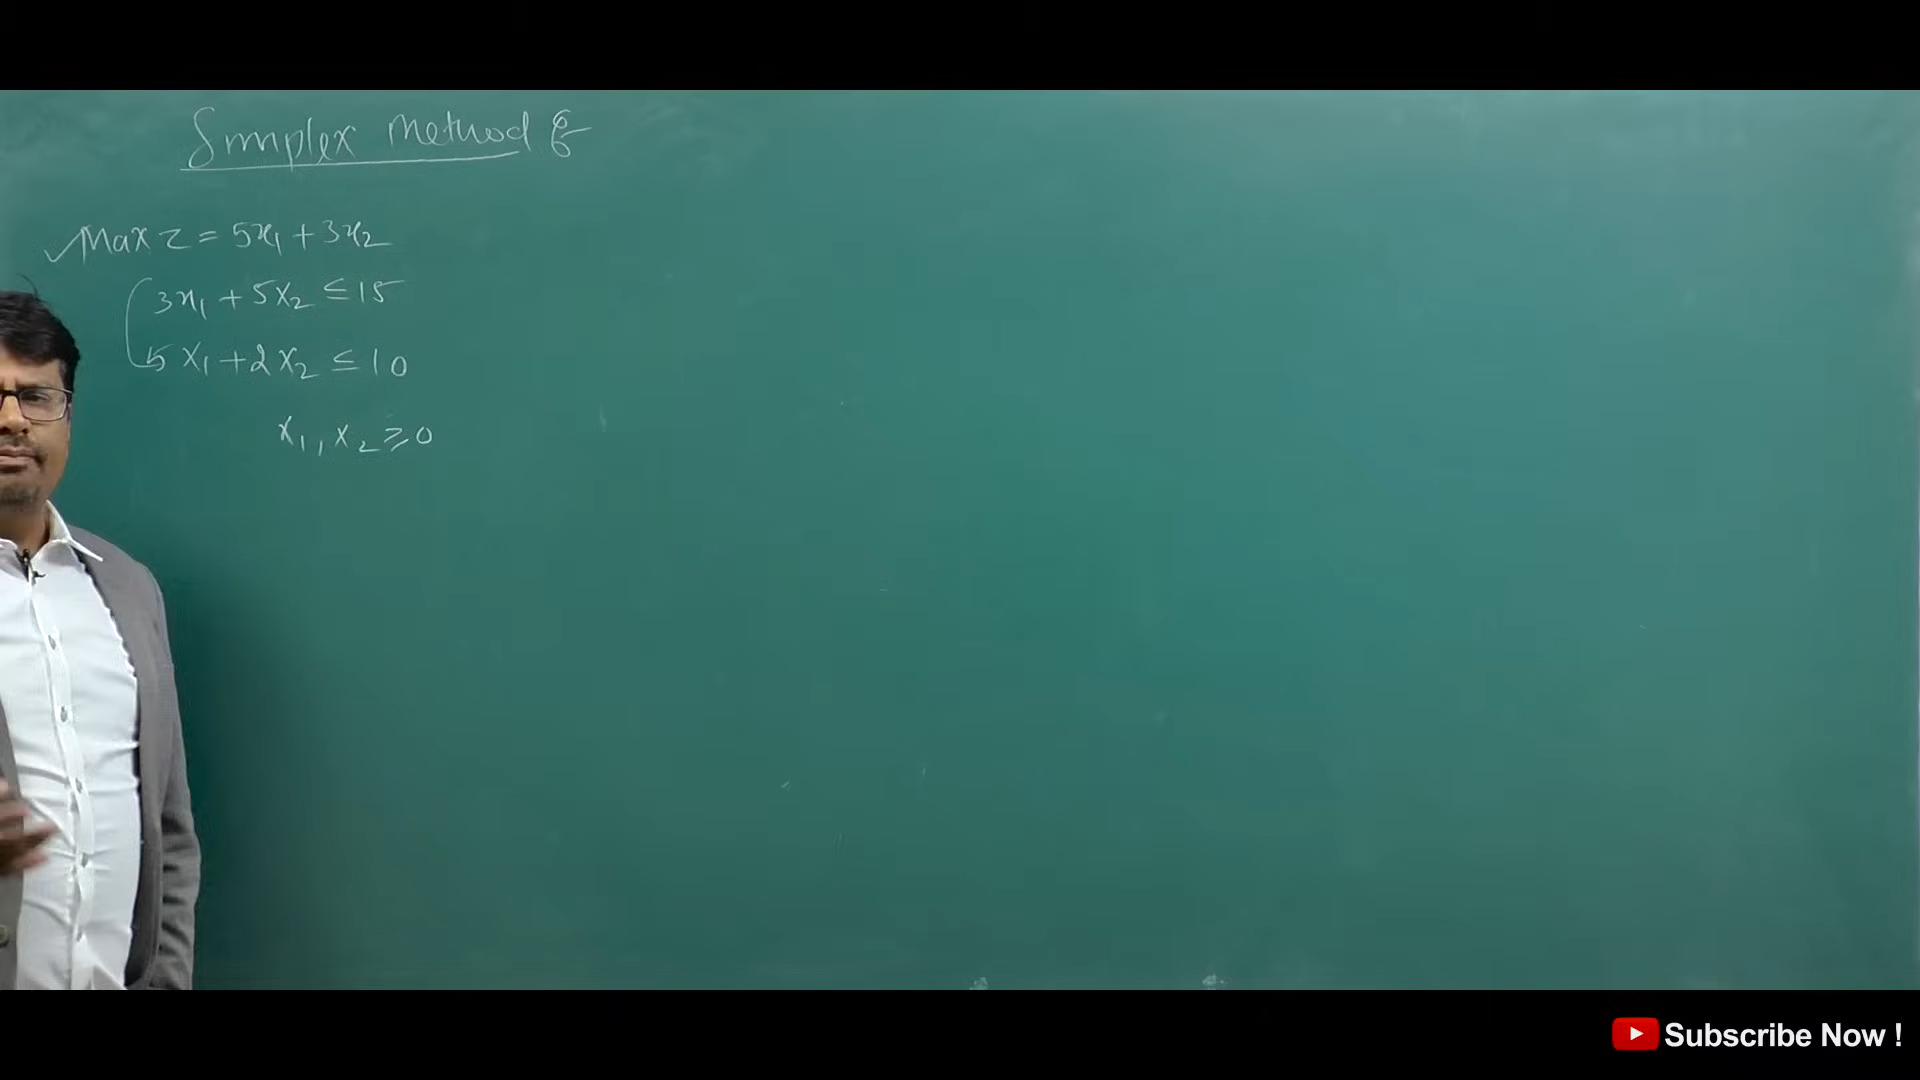 Simplex Method :-
Max Z = 5x₁ + 3x₂
3x₁ + 5x₂ ≤ 15
5x₁ + 2x₂ ≤ 10
x₁, x₂ ≥ 0
Subscribe Now !